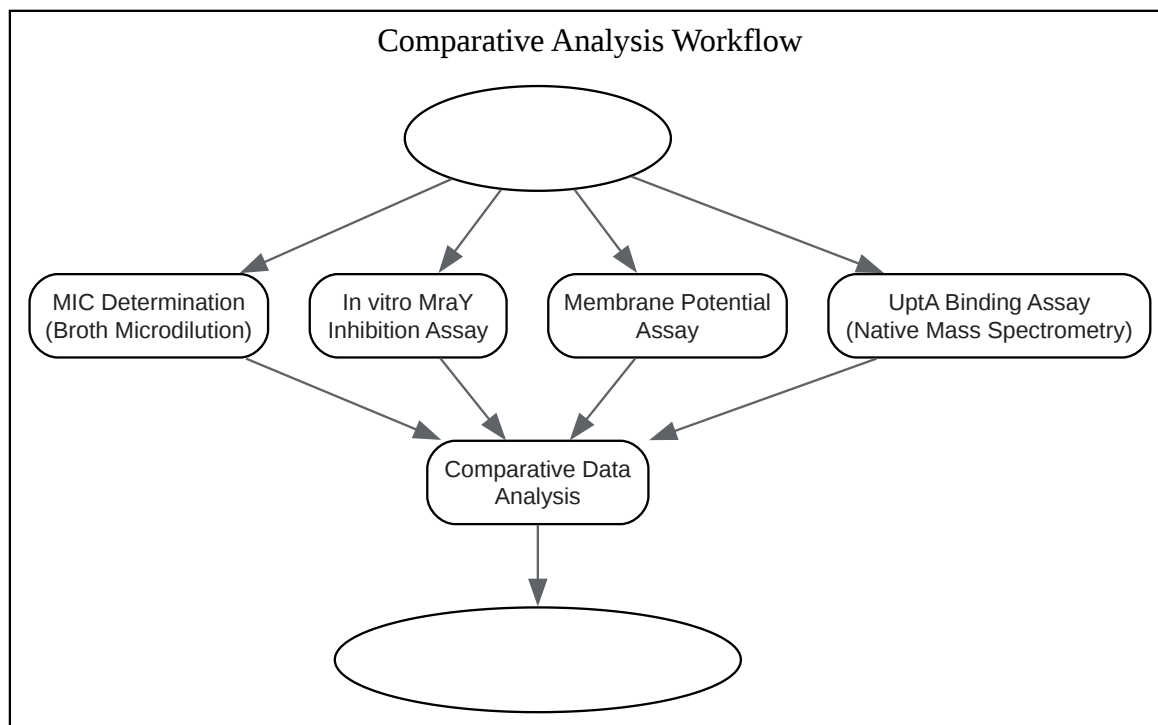 Comparative Analysis Workflow
MIC Determination
(Broth Microdilution)
In vitro MraY
Inhibition Assay
Membrane Potential
Assay
UptA Binding Assay
(Native Mass Spectrometry)
Comparative Data
Analysis